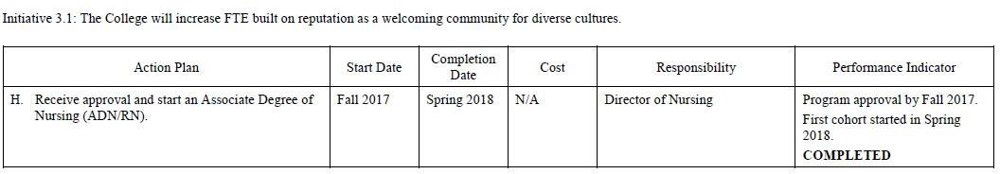 Initiative 3.1: The College will increase FTE built on reputation as a welcoming community for diverse cultures.
Action Plan
Start Date
Completion
Date
Cost
Responsibility
Performance Indicator
H. Receive approval and start an Associate Degree of
Nursing (ADN/RN).
Fall 2017
Spring 2018
N/A
Director of Nursing
Program approval by Fall 2017.
First cohort started in Spring
2018.
COMPLETED